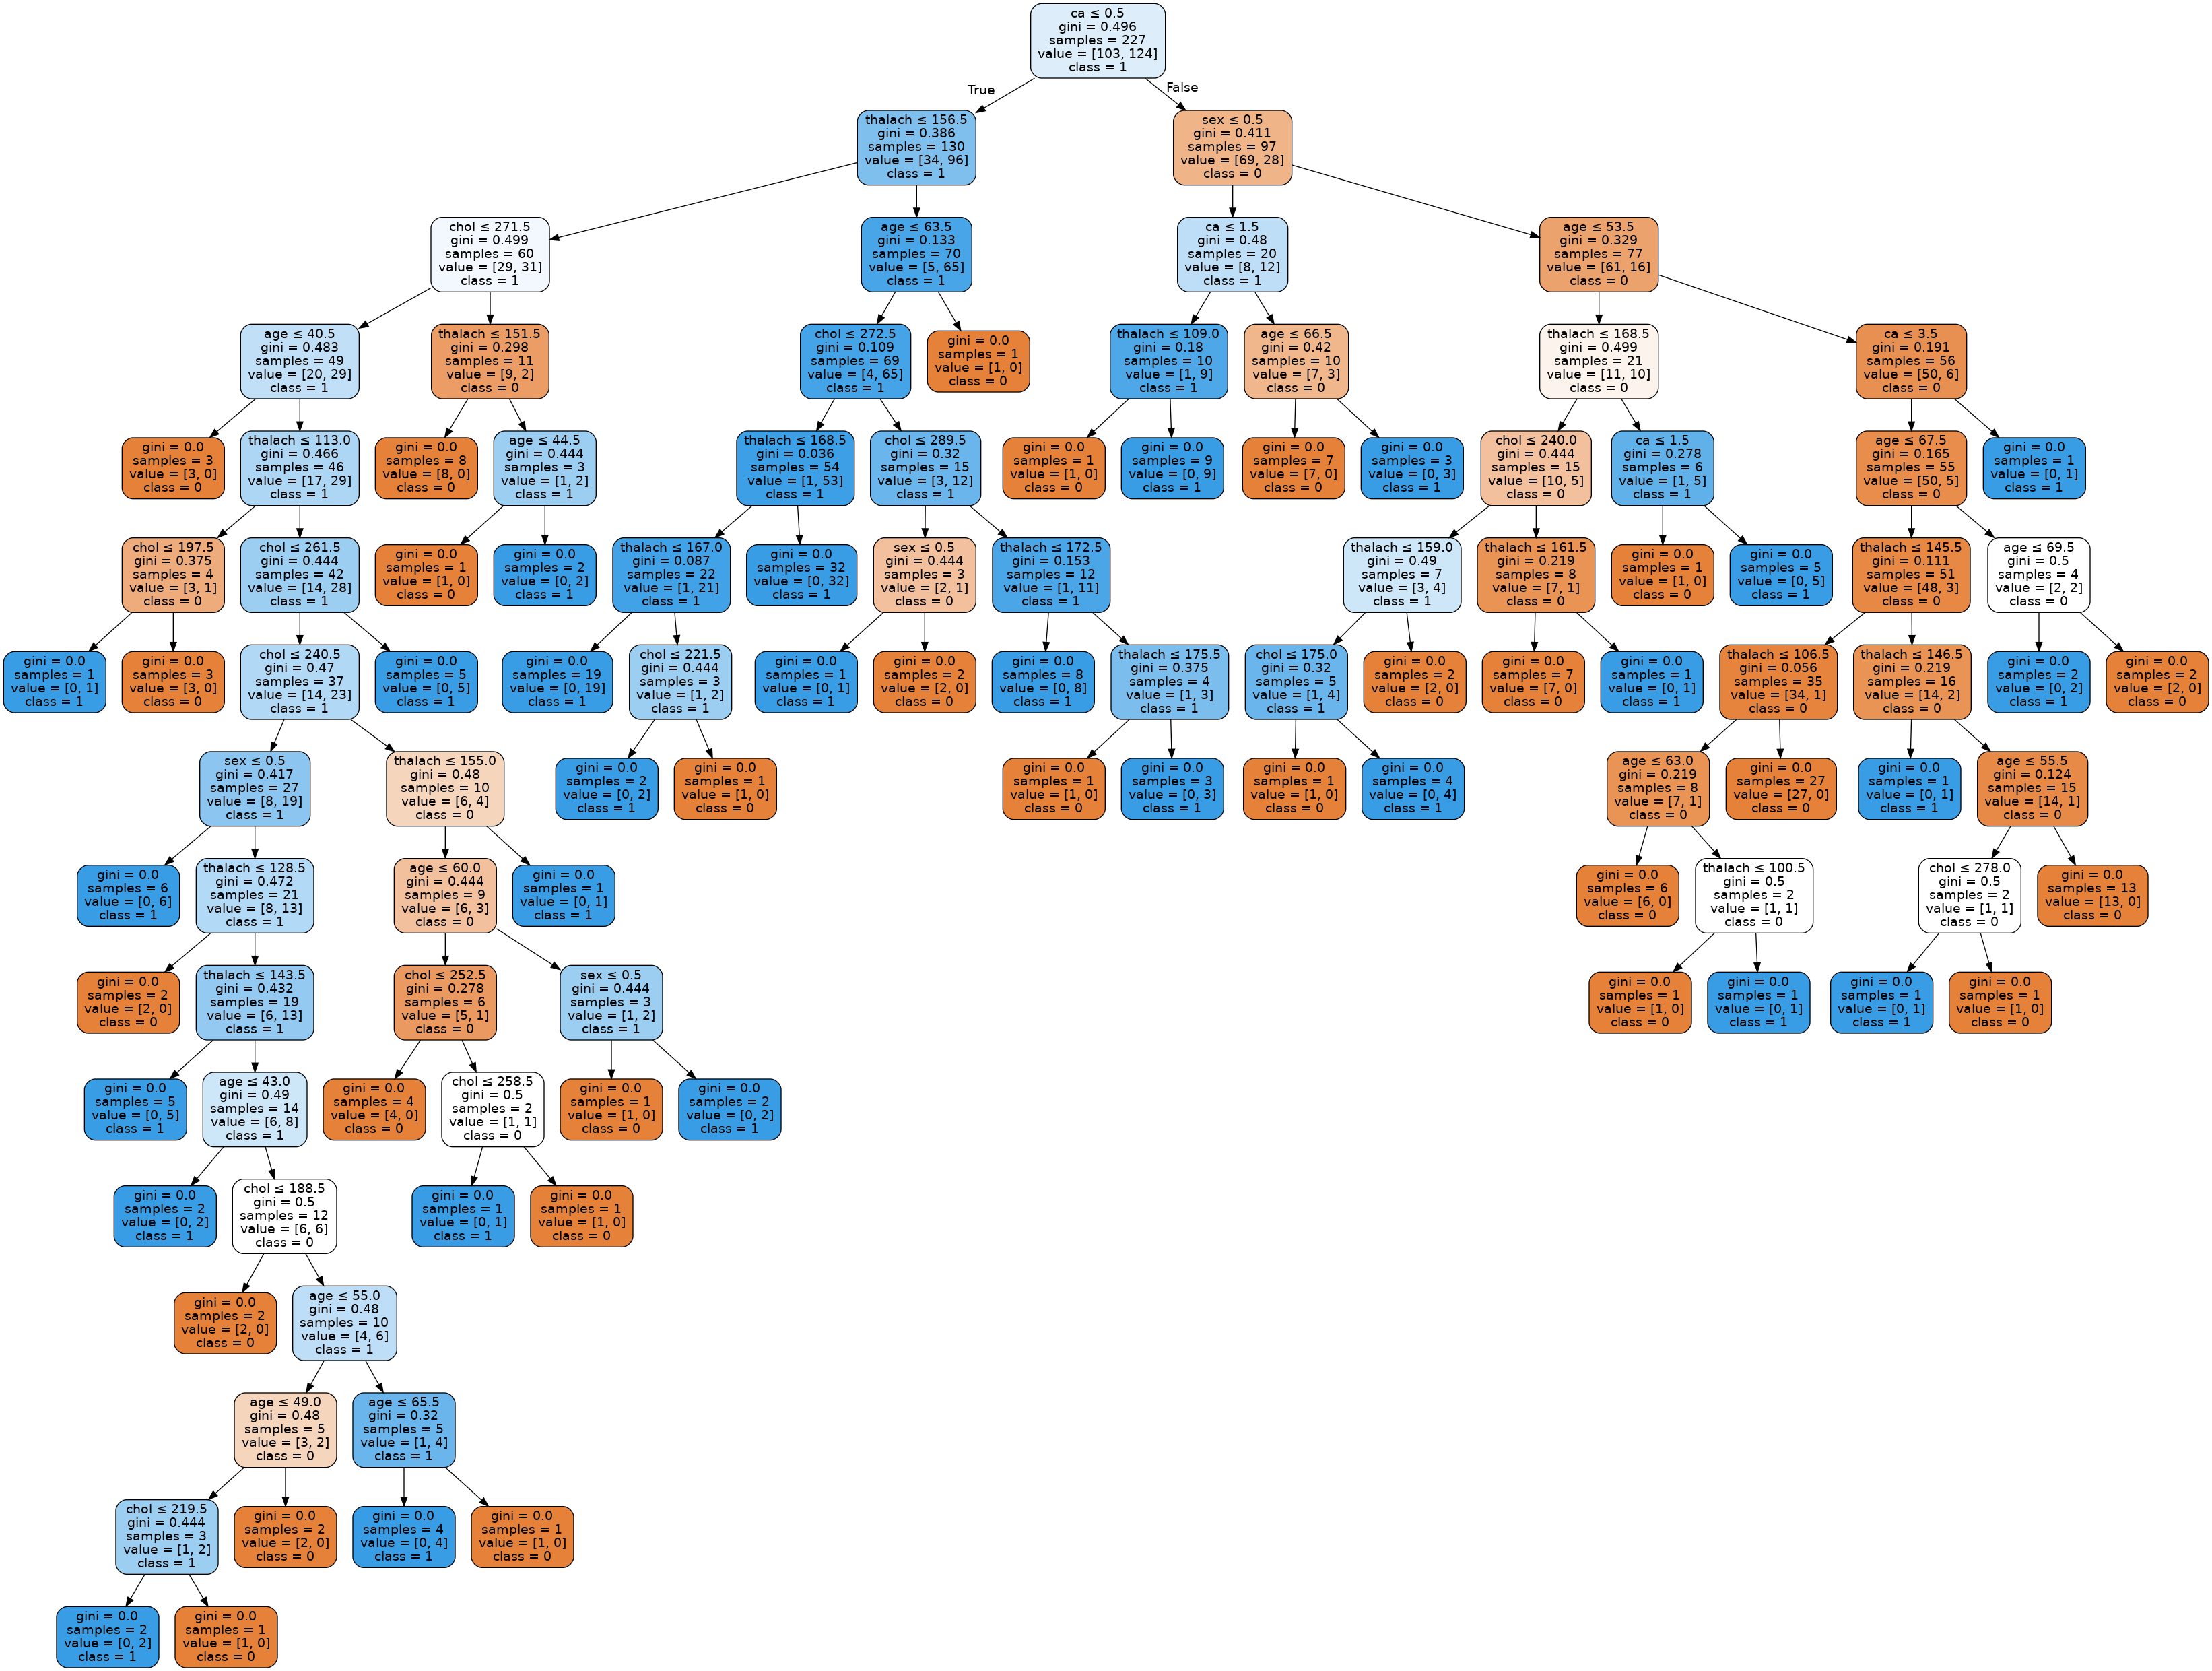 ca ≤ 0.5
gini = 0.496
samples = 227
value = [103, 124]
class = 1
True
False
thalach ≤ 156.5
gini = 0.386
samples = 130
value = [34, 96]
class = 1
sex ≤ 0.5
gini = 0.411
samples = 97
value = [69, 28]
class = 0
chol ≤ 271.5
gini = 0.499
samples = 60
value = [29, 31]
class = 1
age ≤ 63.5
gini = 0.133
samples = 70
value = [5, 65]
class = 1
ca ≤ 1.5
gini = 0.48
samples = 20
value = [8, 12]
class = 1
age ≤ 53.5
gini = 0.329
samples = 77
value = [61, 16]
class = 0
age ≤ 40.5
gini = 0.483
samples = 49
value = [20, 29]
class = 1
thalach ≤ 151.5
gini = 0.298
samples = 11
value = [9, 2]
class = 0
chol ≤ 272.5
gini = 0.109
samples = 69
value = [4, 65]
class = 1
gini = 0.0
samples = 1
value = [1, 0]
class = 0
thalach ≤ 109.0
gini = 0.18
samples = 10
value = [1, 9]
class = 1
age ≤ 66.5
gini = 0.42
samples = 10
value = [7, 3]
class = 0
thalach ≤ 168.5
gini = 0.499
samples = 21
value = [11, 10]
class = 0
ca ≤ 3.5
gini = 0.191
samples = 56
value = [50, 6]
class = 0
gini = 0.0
samples = 3
value = [3, 0]
class = 0
thalach ≤ 113.0
gini = 0.466
samples = 46
value = [17, 29]
class = 1
gini = 0.0
samples = 8
value = [8, 0]
class = 0
age ≤ 44.5
gini = 0.444
samples = 3
value = [1, 2]
class = 1
thalach ≤ 168.5
gini = 0.036
samples = 54
value = [1, 53]
class = 1
chol ≤ 289.5
gini = 0.32
samples = 15
value = [3, 12]
class = 1
gini = 0.0
samples = 1
value = [1, 0]
class = 0
gini = 0.0
samples = 9
value = [0, 9]
class = 1
gini = 0.0
samples = 7
value = [7, 0]
class = 0
gini = 0.0
samples = 3
value = [0, 3]
class = 1
chol ≤ 240.0
gini = 0.444
samples = 15
value = [10, 5]
class = 0
ca ≤ 1.5
gini = 0.278
samples = 6
value = [1, 5]
class = 1
age ≤ 67.5
gini = 0.165
samples = 55
value = [50, 5]
class = 0
gini = 0.0
samples = 1
value = [0, 1]
class = 1
chol ≤ 197.5
gini = 0.375
samples = 4
value = [3, 1]
class = 0
chol ≤ 261.5
gini = 0.444
samples = 42
value = [14, 28]
class = 1
gini = 0.0
samples = 1
value = [1, 0]
class = 0
gini = 0.0
samples = 2
value = [0, 2]
class = 1
thalach ≤ 167.0
gini = 0.087
samples = 22
value = [1, 21]
class = 1
gini = 0.0
samples = 32
value = [0, 32]
class = 1
sex ≤ 0.5
gini = 0.444
samples = 3
value = [2, 1]
class = 0
thalach ≤ 172.5
gini = 0.153
samples = 12
value = [1, 11]
class = 1
thalach ≤ 159.0
gini = 0.49
samples = 7
value = [3, 4]
class = 1
thalach ≤ 161.5
gini = 0.219
samples = 8
value = [7, 1]
class = 0
gini = 0.0
samples = 1
value = [1, 0]
class = 0
gini = 0.0
samples = 5
value = [0, 5]
class = 1
thalach ≤ 145.5
gini = 0.111
samples = 51
value = [48, 3]
class = 0
age ≤ 69.5
gini = 0.5
samples = 4
value = [2, 2]
class = 0
gini = 0.0
samples = 1
value = [0, 1]
class = 1
gini = 0.0
samples = 3
value = [3, 0]
class = 0
chol ≤ 240.5
gini = 0.47
samples = 37
value = [14, 23]
class = 1
gini = 0.0
samples = 5
value = [0, 5]
class = 1
gini = 0.0
samples = 19
value = [0, 19]
class = 1
chol ≤ 221.5
gini = 0.444
samples = 3
value = [1, 2]
class = 1
gini = 0.0
samples = 1
value = [0, 1]
class = 1
gini = 0.0
samples = 2
value = [2, 0]
class = 0
gini = 0.0
samples = 8
value = [0, 8]
class = 1
thalach ≤ 175.5
gini = 0.375
samples = 4
value = [1, 3]
class = 1
chol ≤ 175.0
gini = 0.32
samples = 5
value = [1, 4]
class = 1
gini = 0.0
samples = 2
value = [2, 0]
class = 0
gini = 0.0
samples = 7
value = [7, 0]
class = 0
gini = 0.0
samples = 1
value = [0, 1]
class = 1
thalach ≤ 106.5
gini = 0.056
samples = 35
value = [34, 1]
class = 0
thalach ≤ 146.5
gini = 0.219
samples = 16
value = [14, 2]
class = 0
gini = 0.0
samples = 2
value = [0, 2]
class = 1
gini = 0.0
samples = 2
value = [2, 0]
class = 0
sex ≤ 0.5
gini = 0.417
samples = 27
value = [8, 19]
class = 1
thalach ≤ 155.0
gini = 0.48
samples = 10
value = [6, 4]
class = 0
gini = 0.0
samples = 2
value = [0, 2]
class = 1
gini = 0.0
samples = 1
value = [1, 0]
class = 0
gini = 0.0
samples = 1
value = [1, 0]
class = 0
gini = 0.0
samples = 3
value = [0, 3]
class = 1
gini = 0.0
samples = 1
value = [1, 0]
class = 0
gini = 0.0
samples = 4
value = [0, 4]
class = 1
age ≤ 63.0
gini = 0.219
samples = 8
value = [7, 1]
class = 0
gini = 0.0
samples = 27
value = [27, 0]
class = 0
gini = 0.0
samples = 1
value = [0, 1]
class = 1
age ≤ 55.5
gini = 0.124
samples = 15
value = [14, 1]
class = 0
gini = 0.0
samples = 6
value = [0, 6]
class = 1
thalach ≤ 128.5
gini = 0.472
samples = 21
value = [8, 13]
class = 1
age ≤ 60.0
gini = 0.444
samples = 9
value = [6, 3]
class = 0
gini = 0.0
samples = 1
value = [0, 1]
class = 1
gini = 0.0
samples = 6
value = [6, 0]
class = 0
thalach ≤ 100.5
gini = 0.5
samples = 2
value = [1, 1]
class = 0
chol ≤ 278.0
gini = 0.5
samples = 2
value = [1, 1]
class = 0
gini = 0.0
samples = 13
value = [13, 0]
class = 0
gini = 0.0
samples = 2
value = [2, 0]
class = 0
thalach ≤ 143.5
gini = 0.432
samples = 19
value = [6, 13]
class = 1
chol ≤ 252.5
gini = 0.278
samples = 6
value = [5, 1]
class = 0
sex ≤ 0.5
gini = 0.444
samples = 3
value = [1, 2]
class = 1
gini = 0.0
samples = 1
value = [1, 0]
class = 0
gini = 0.0
samples = 1
value = [0, 1]
class = 1
gini = 0.0
samples = 1
value = [0, 1]
class = 1
gini = 0.0
samples = 1
value = [1, 0]
class = 0
gini = 0.0
samples = 5
value = [0, 5]
class = 1
age ≤ 43.0
gini = 0.49
samples = 14
value = [6, 8]
class = 1
gini = 0.0
samples = 4
value = [4, 0]
class = 0
chol ≤ 258.5
gini = 0.5
samples = 2
value = [1, 1]
class = 0
gini = 0.0
samples = 1
value = [1, 0]
class = 0
gini = 0.0
samples = 2
value = [0, 2]
class = 1
gini = 0.0
samples = 2
value = [0, 2]
class = 1
chol ≤ 188.5
gini = 0.5
samples = 12
value = [6, 6]
class = 0
gini = 0.0
samples = 1
value = [0, 1]
class = 1
gini = 0.0
samples = 1
value = [1, 0]
class = 0
gini = 0.0
samples = 2
value = [2, 0]
class = 0
age ≤ 55.0
gini = 0.48
samples = 10
value = [4, 6]
class = 1
age ≤ 49.0
gini = 0.48
samples = 5
value = [3, 2]
class = 0
age ≤ 65.5
gini = 0.32
samples = 5
value = [1, 4]
class = 1
chol ≤ 219.5
gini = 0.444
samples = 3
value = [1, 2]
class = 1
gini = 0.0
samples = 2
value = [2, 0]
class = 0
gini = 0.0
samples = 4
value = [0, 4]
class = 1
gini = 0.0
samples = 1
value = [1, 0]
class = 0
gini = 0.0
samples = 2
value = [0, 2]
class = 1
gini = 0.0
samples = 1
value = [1, 0]
class = 0